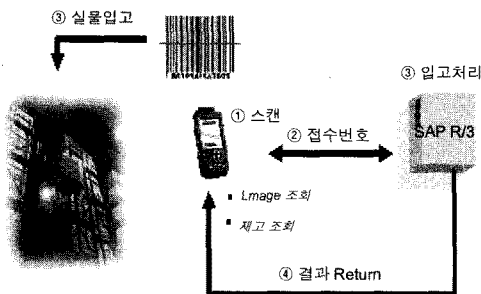 ③ 실물입고
③ 입고처리
① 스캔
② 접수번호
SAP R/3
▪ Lmage 조회
▪ 재고 조회
④ 결과 Return